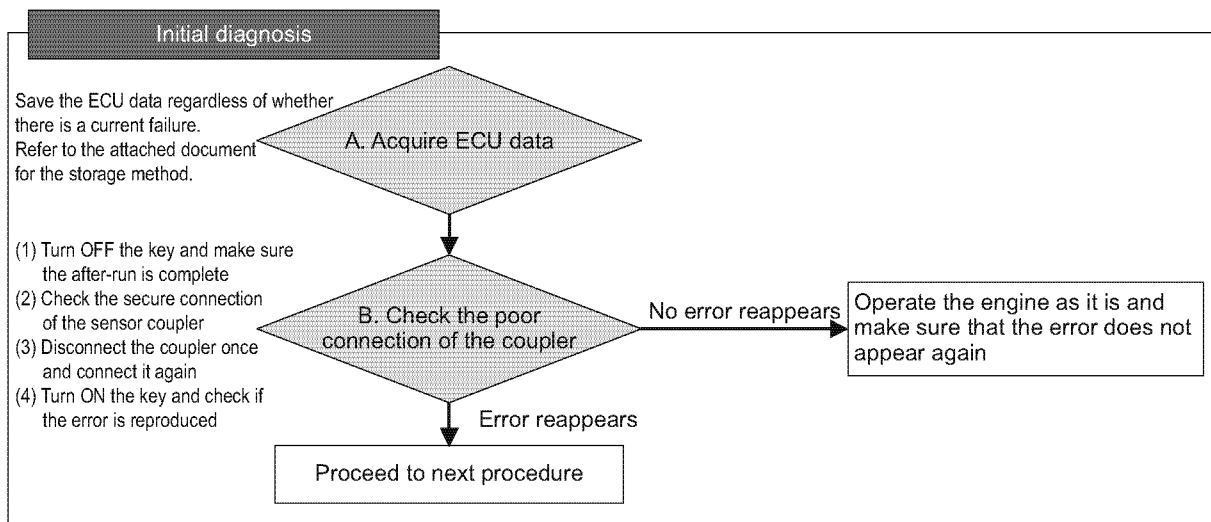 Initial diagnosis
Save the ECU data regardless of whether
there is a current failure.
Refer to the attached document
for the storage method.
A. Acquire ECU data
(1) Turn OFF the key and make sure
the after-run is complete
(2) Check the secure connection
of the sensor coupler
(3) Disconnect the coupler once
and connect it again
(4) Turn ON the key and check if
the error is reproduced
B. Check the poor
connection of the coupler
No error reappears
Operate the engine as it is and
make sure that the error does not
appear again
Error reappears
Proceed to next procedure